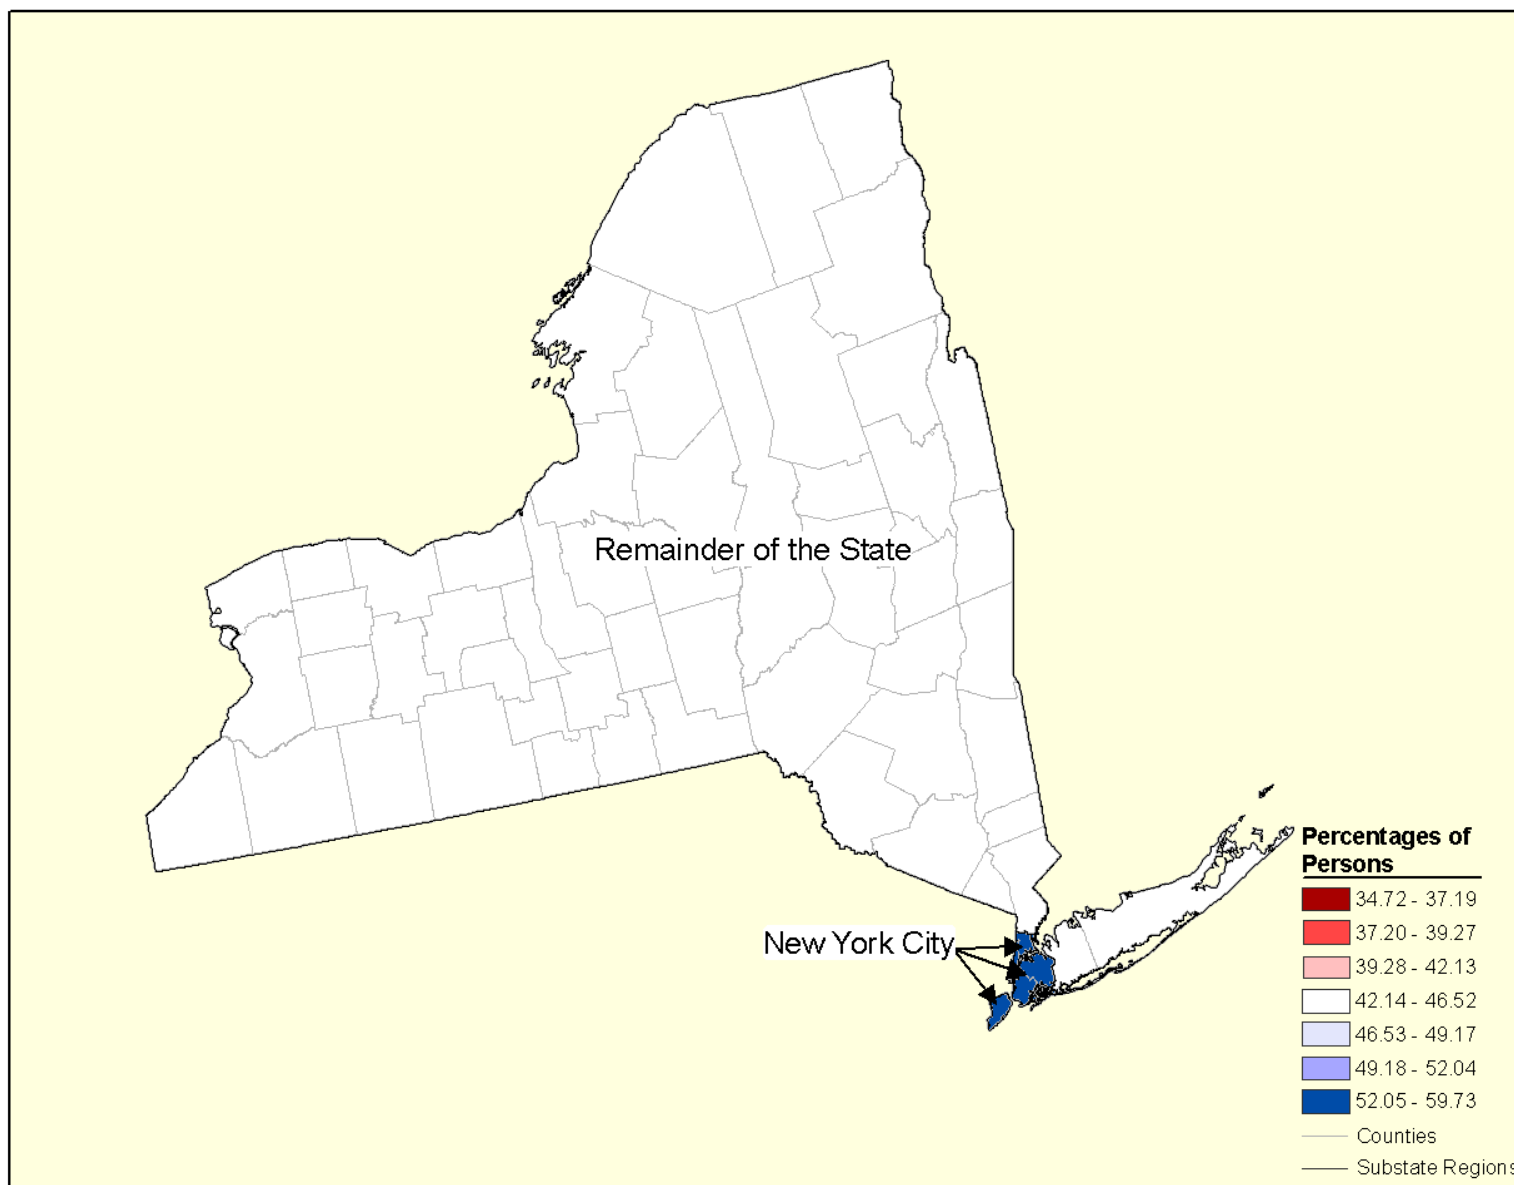 Remainder of the State
New York City
Percentages of
Persons
34.72 - 37.19
37.20 - 39.27
39.28 - 42.13
42.14 - 46.52
46.53 - 49.17
49.18 - 52.04
52.05 - 59.73
Counties
Substate Regions